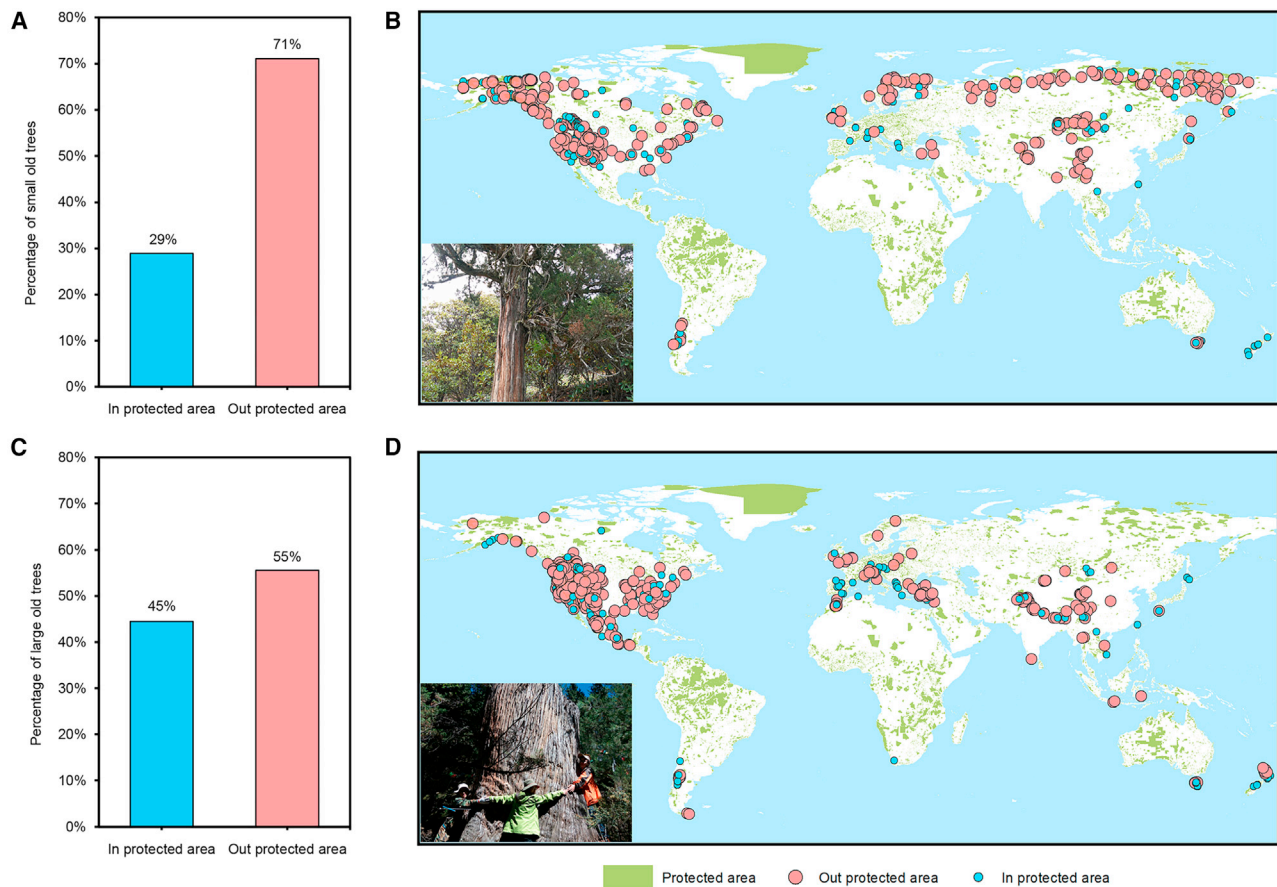 A
Percentage of small old trees
80%
70%
60%
50%
40%
30%
20%
10%
0%
29%
71%
In protected area
Out protected area
B
C
Percentage of large old trees
80%
70%
60%
50%
40%
30%
20%
10%
0%
45%
55%
In protected area
Out protected area
D
Protected area
Out protected area
In protected area